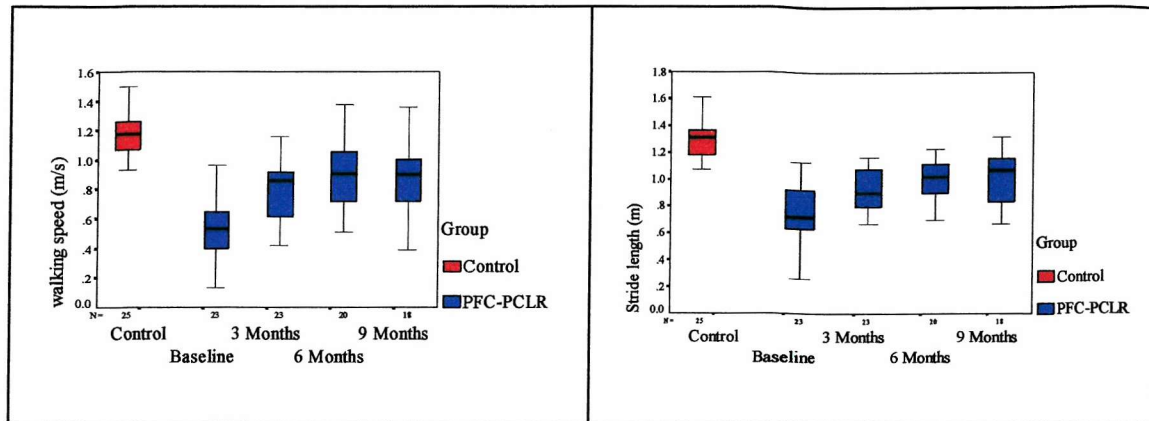 1.6
1.4
1.2
1.0
.8
.6
.4
.2
0.0
walking speed (m/s)
Group
Control
PFC-PCLR
N= 25 23 23 20 18
Control 3 Months 9 Months
Baseline 6 Months
1.8
1.6
1.4
1.2
1.0
.8
.6
.4
.2
0.0
Stride length (m)
Group
Control
PFC-PCLR
N= 25 23 23 20 18
Control 3 Months 9 Months
Baseline 6 Months